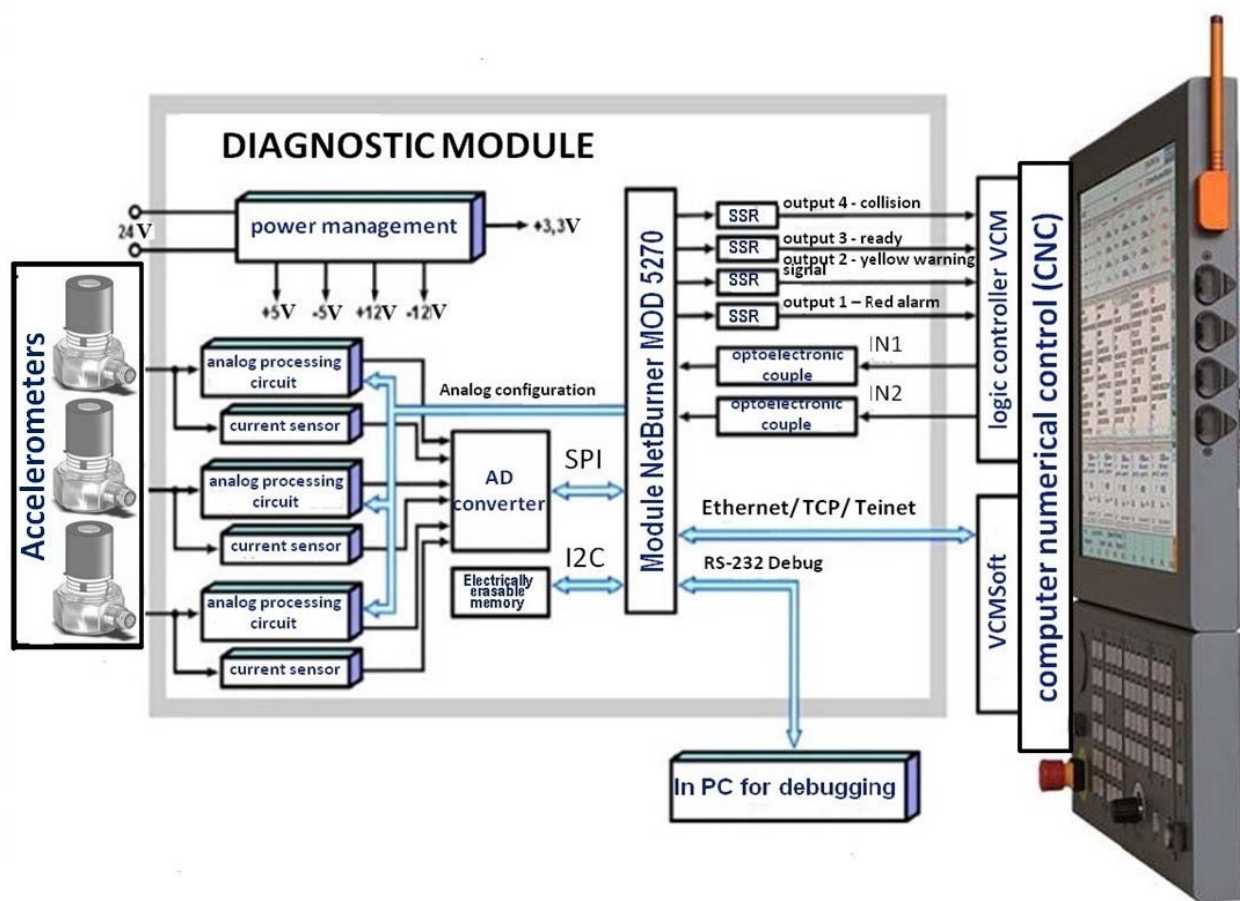 DIAGNOSTIC MODULE
24V
power management
+3,3V
+5V
-5V
+12V
-12V
Accelerometers
analog processing
circuit
current sensor
analog processing
circuit
current sensor
analog processing
circuit
current sensor
Analog configuration
AD
converter
SPI
I2C
Electrically
erasable
memory
Module NetBurner MOD 5270
SSR
output 4 - collision
SSR
output 3 - ready
SSR
output 2 - yellow warning
signal
SSR
output 1 – Red alarm
optoelectronic
couple
IN1
optoelectronic
couple
IN2
Ethernet/ TCP/ Teinet
RS-232 Debug
logic controller VCM
VCMSoft
computer numerical control (CNC)
In PC for debugging